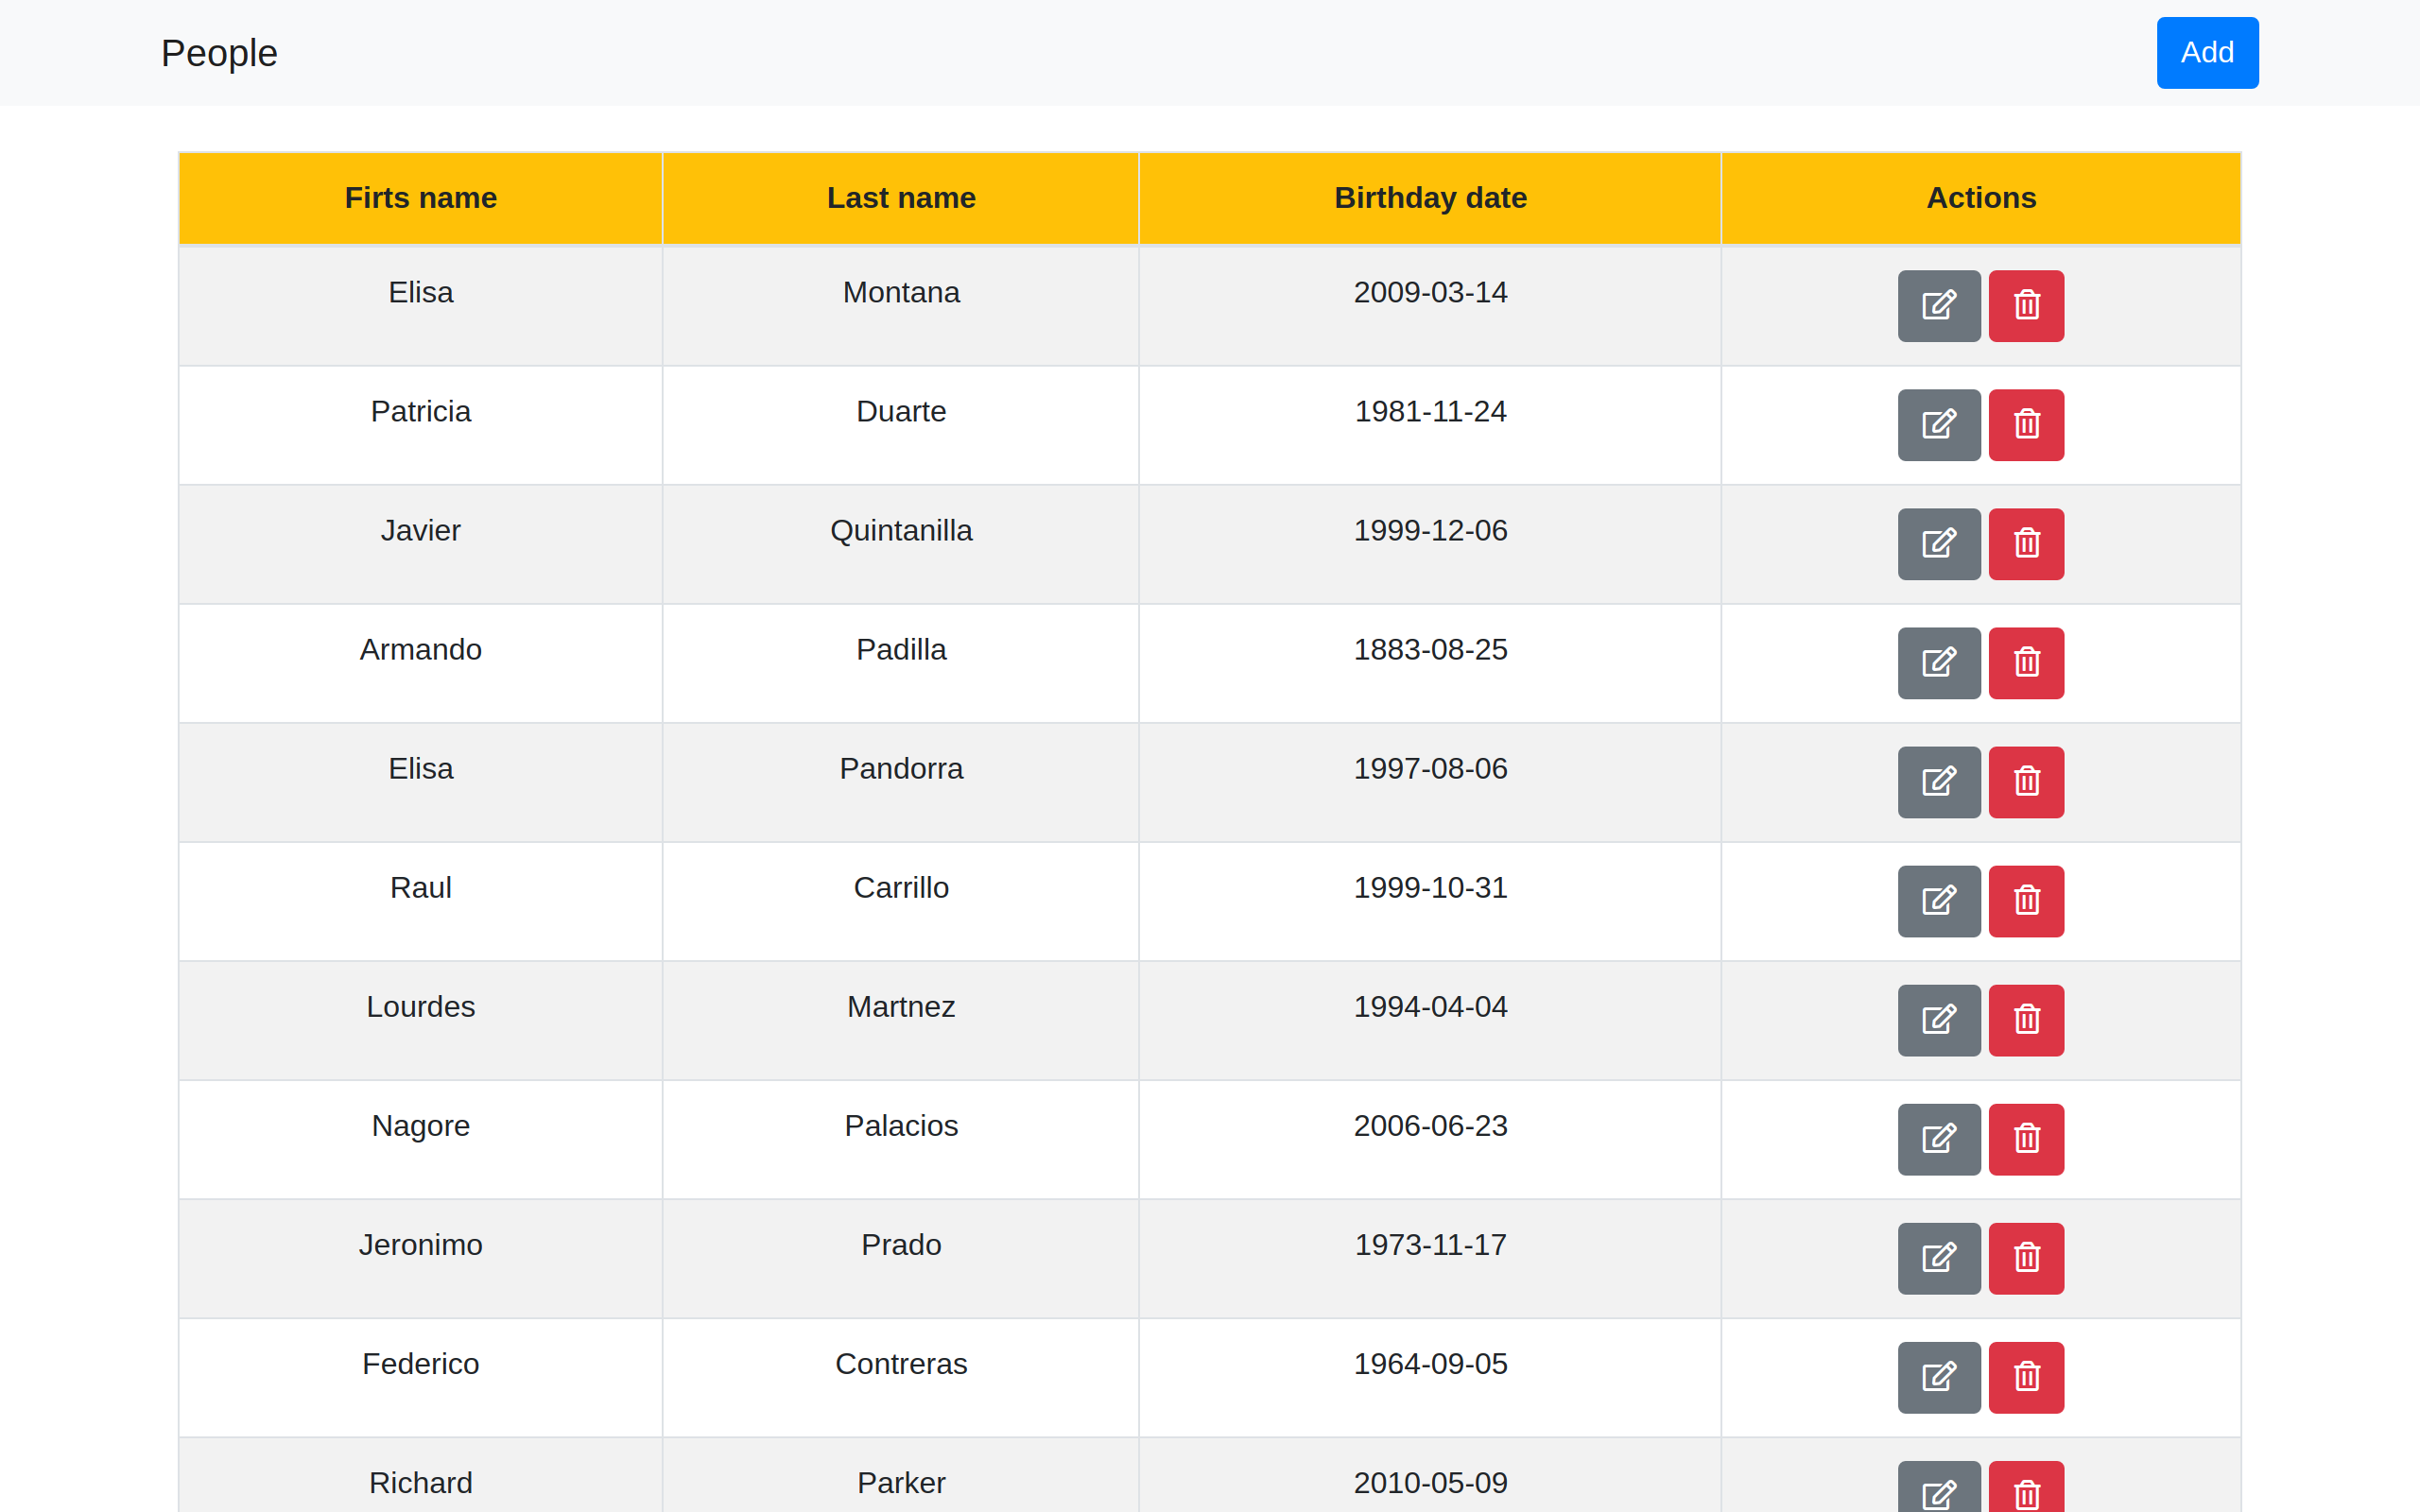 People Add
Firts name Last name Birthday date Actions
Elisa Montana 2009-03-14
Patricia Duarte 1981-11-24
Javier Quintanilla 1999-12-06
Armando Padilla 1883-08-25
Elisa Pandorra 1997-08-06
Raul Carrillo 1999-10-31
Lourdes Martnez 1994-04-04
Nagore Palacios 2006-06-23
Jeronimo Prado 1973-11-17
Federico Contreras 1964-09-05
Richard Parker 2010-05-09